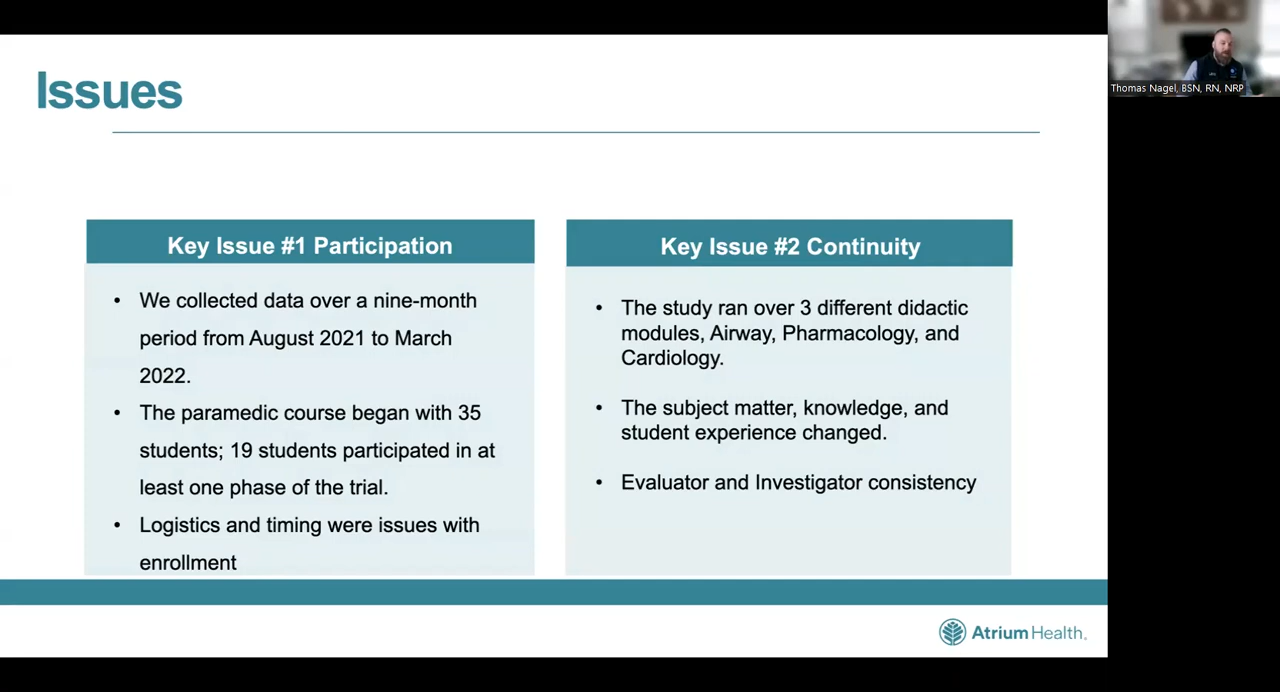 Issues
Thomas Nagel, BSN, RN, NRP
Key Issue #1 Participation
• We collected data over a nine-month
period from August 2021 to March
2022.
• The paramedic course began with 35
students; 19 students participated in at
least one phase of the trial.
• Logistics and timing were issues with
enrollment
Key Issue #2 Continuity
• The study ran over 3 different didactic
modules, Airway, Pharmacology, and
Cardiology.
• The subject matter, knowledge, and
student experience changed.
• Evaluator and Investigator consistency
Atrium Health.